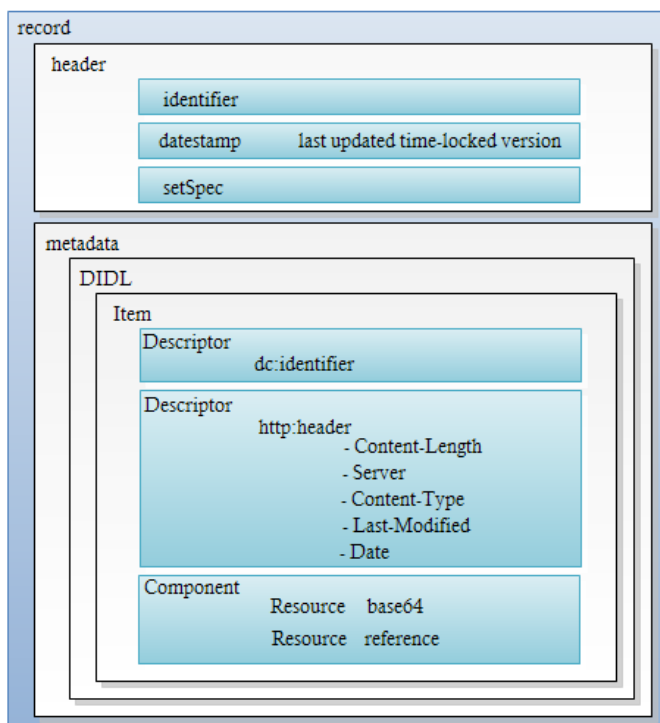 record
header
identifier
datestamp last updated time-locked version
setSpec
metadata
DIDL
Item
Descriptor
dc:identifier
Descriptor
http:header
- Content-Length
- Server
- Content-Type
- Last-Modified
- Date
Component
Resource base64
Resource reference